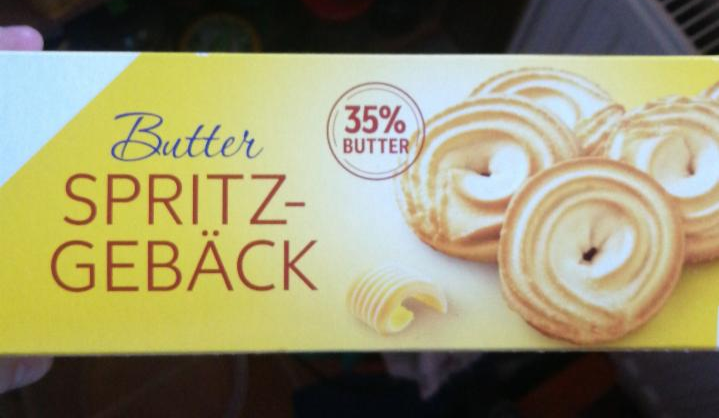 Butter
SPRITZ-
GEBÄCK
35%
BUTTER